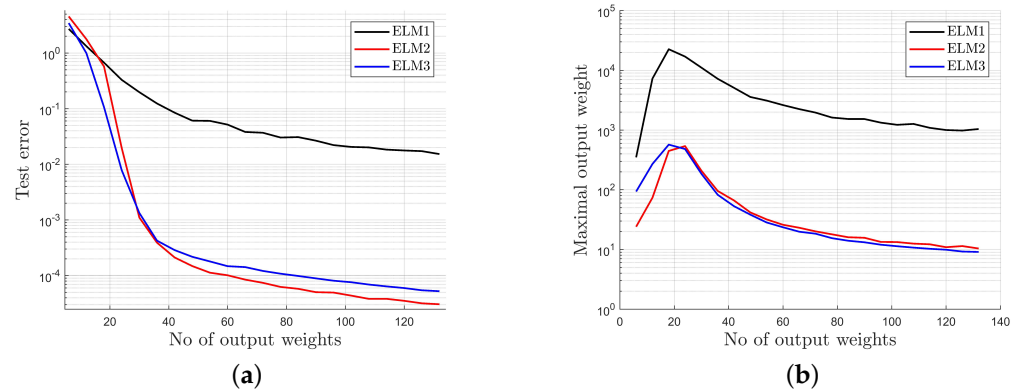 ELM1
ELM2
ELM3
Test error
10^0
10^-1
10^-2
10^-3
10^-4
20 40 60 80 100 120
No of output weights
(a)
ELM1
ELM2
ELM3
Maximal output weight
10^5
10^4
10^3
10^2
10^1
10^0
0 20 40 60 80 100 120 140
No of output weights
(b)